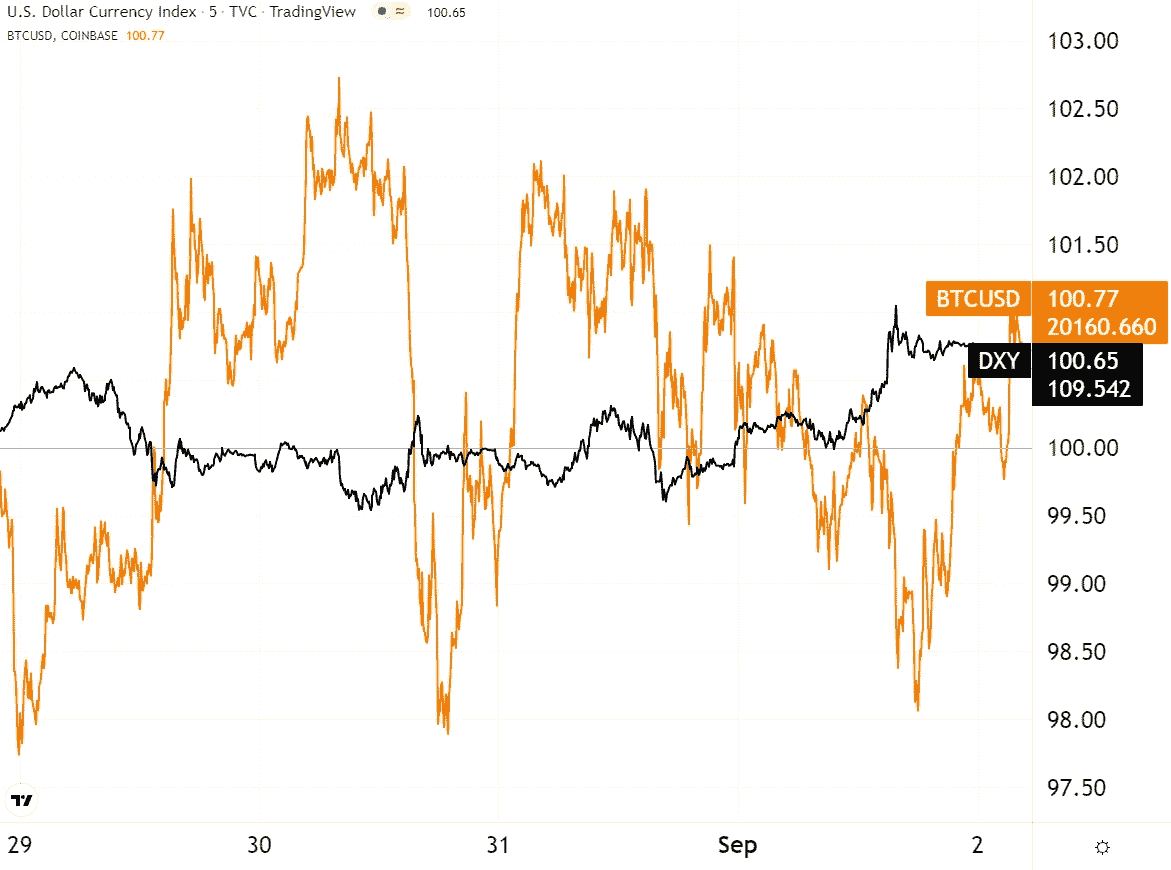 U.S. Dollar Currency Index · 5 · TVC · TradingView 100.65
BTCUSD, COINBASE 100.77
103.00
102.50
102.00
101.50
BTCUSD 100.77
20160.660
DXY 100.65
109.542
100.00
99.50
99.00
98.50
98.00
97.50
29 30 31 Sep 2